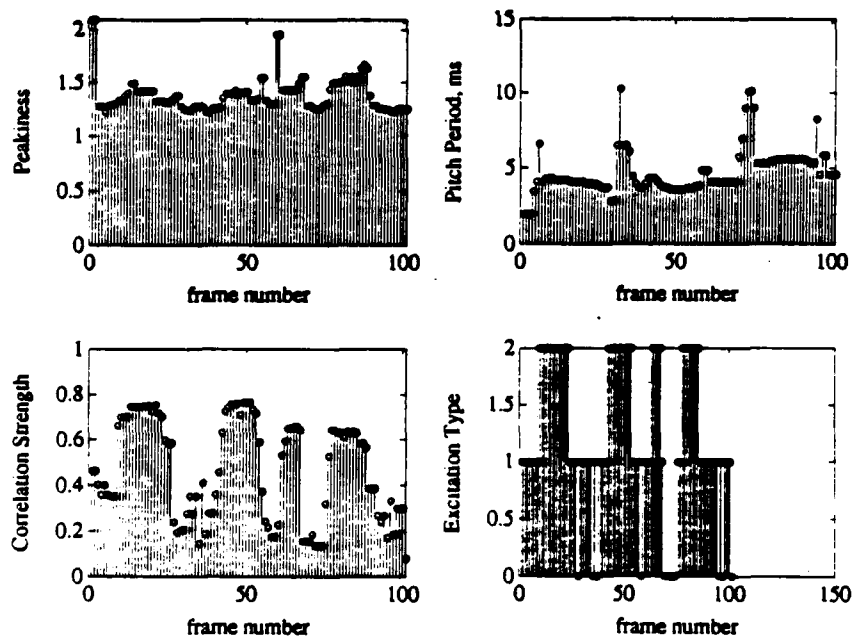 2
1.5
1
0.5
0
0 50 100
Peakiness
frame number
15
10
5
0
0 50 100
Pitch Period, ms
frame number
1
0.8
0.6
0.4
0.2
0
0 50 100
Correlation Strength
frame number
2
1.5
1
0.5
0
0 50 100 150
Excitation Type
frame number